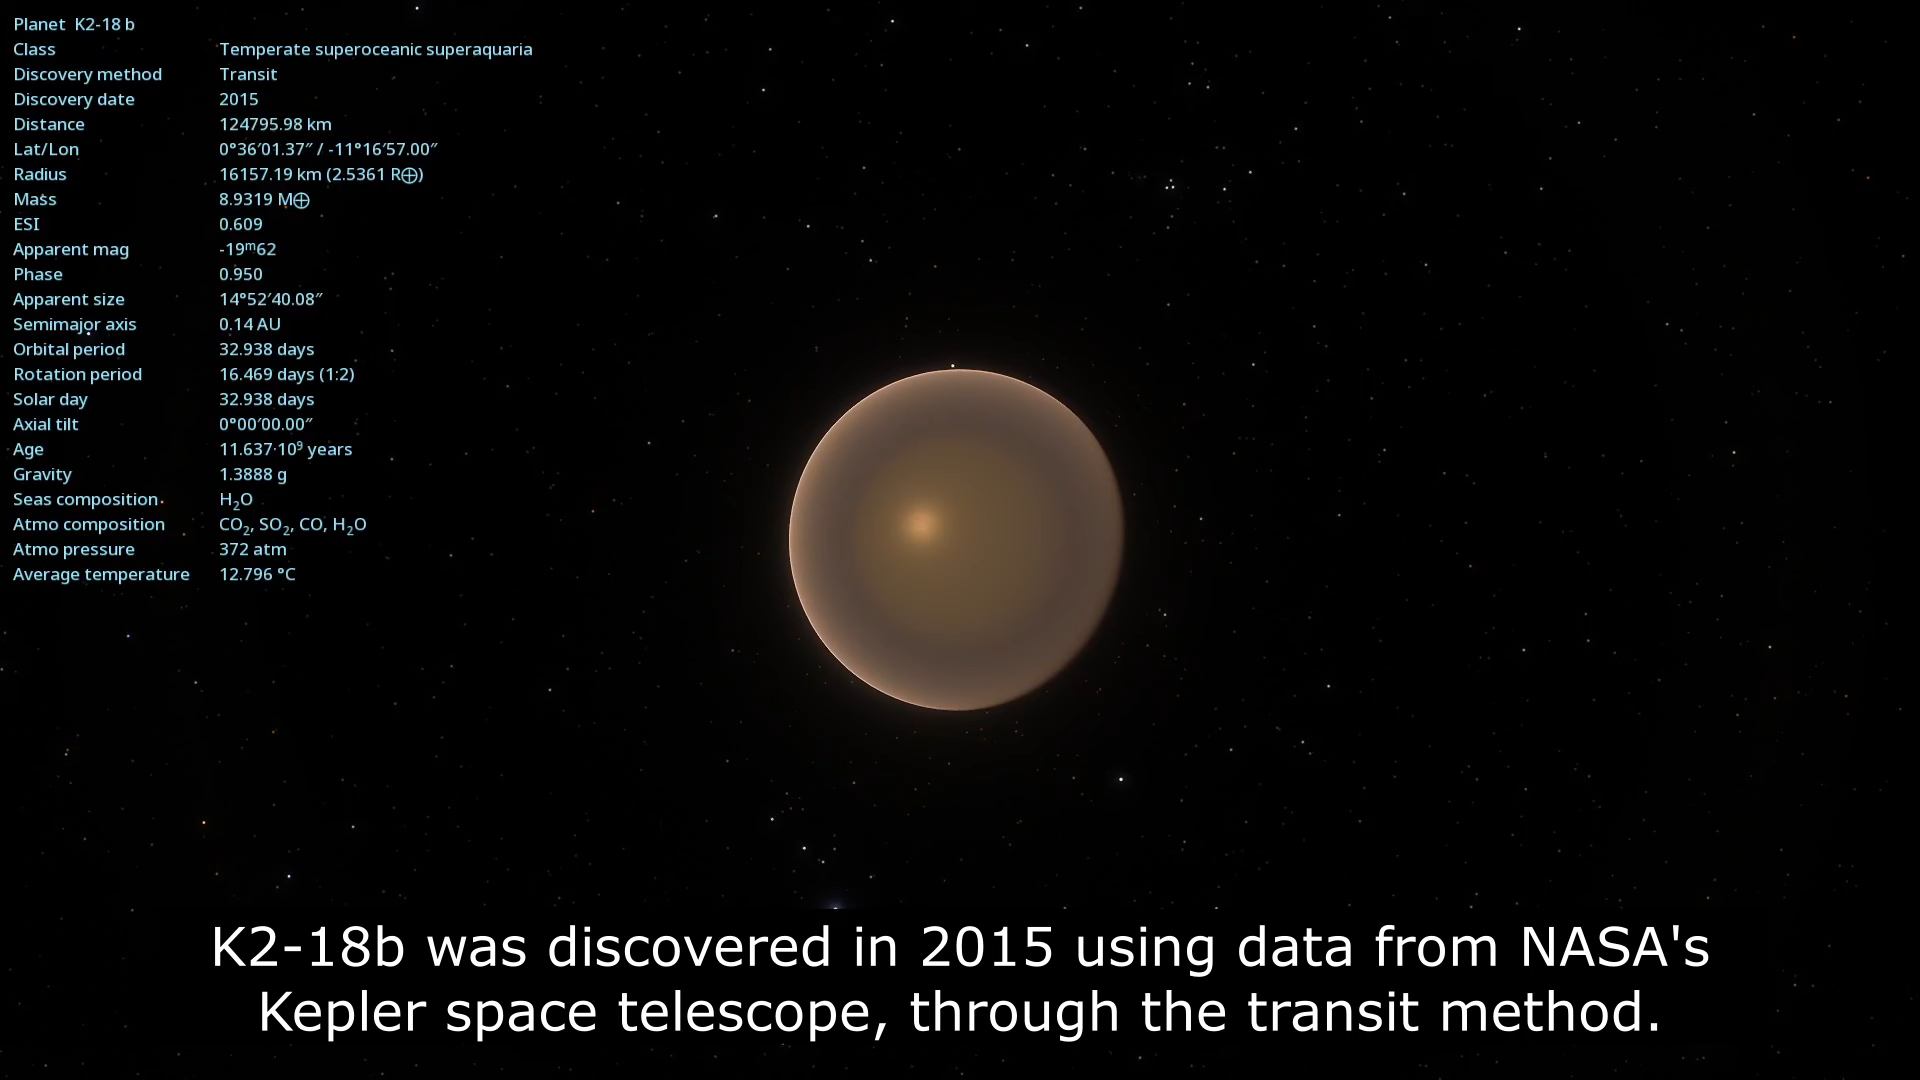 Planet K2-18 b
Class Temperate superoceanic superaquaria
Discovery method Transit
Discovery date 2015
Distance 124795.98 km
Lat/Lon 0°36′01.37″ / -11°16′57.00″
Radius 16157.19 km (2.5361 R⨁)
Mass 8.9319 M⨁
ESI 0.609
Apparent mag -19ᵐ62
Phase 0.950
Apparent size 14°52′40.08″
Semimajor axis 0.14 AU
Orbital period 32.938 days
Rotation period 16.469 days (1:2)
Solar day 32.938 days
Axial tilt 0°00′00.00″
Age 11.637·10⁹ years
Gravity 1.3888 g
Seas composition H₂O
Atmo composition CO₂, SO₂, CO, H₂O
Atmo pressure 372 atm
Average temperature 12.796 °C
K2-18b was discovered in 2015 using data from NASA's
Kepler space telescope, through the transit method.